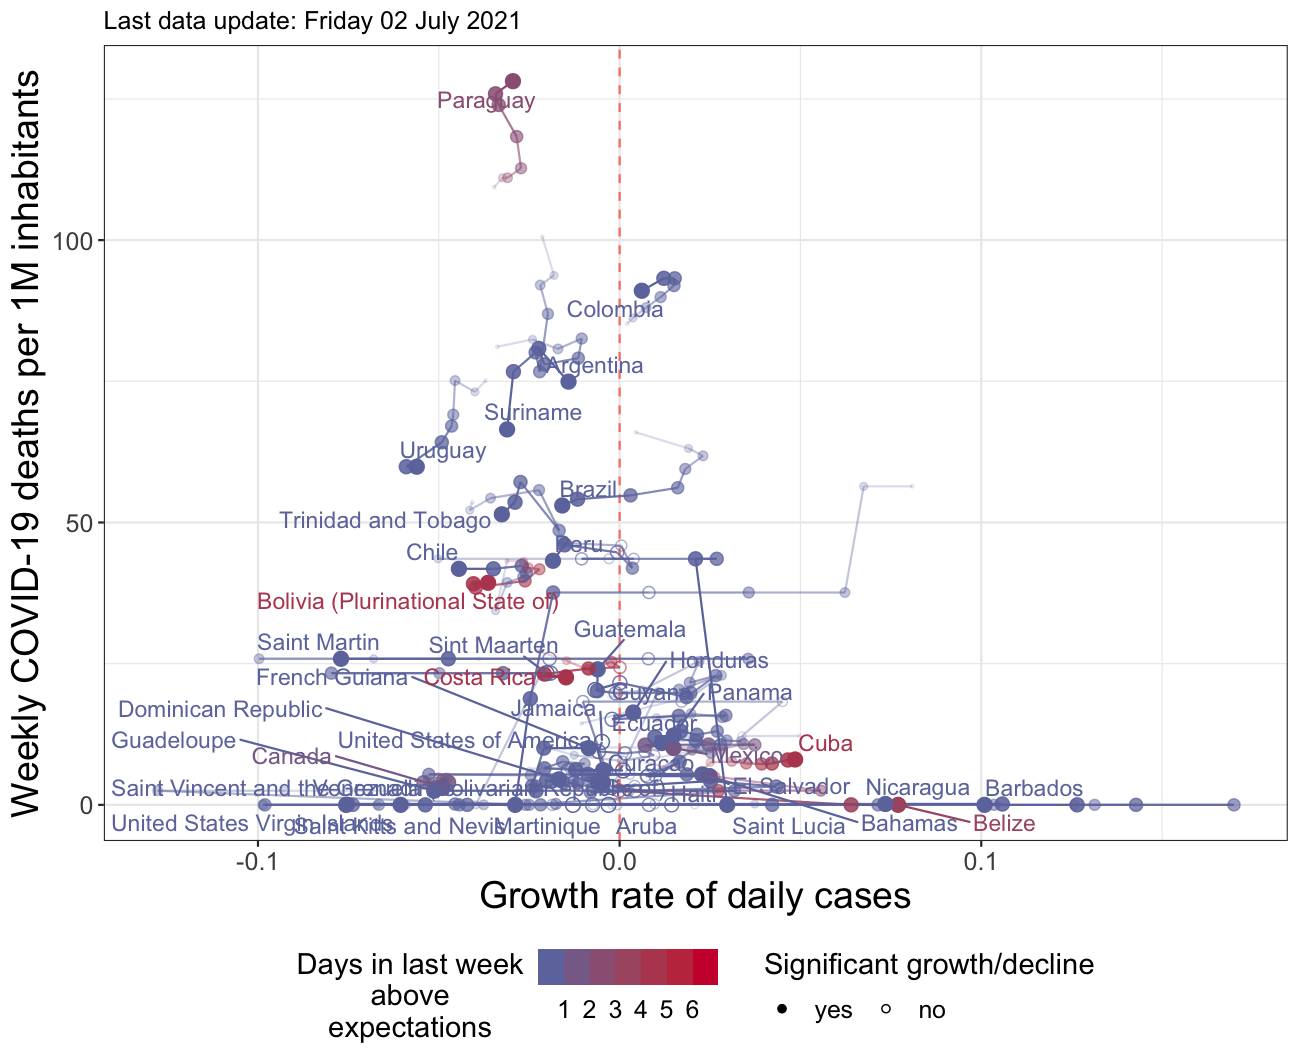 Last data update: Friday 02 July 2021
Weekly COVID-19 deaths per 1M inhabitants
Paraguay
100
Colombia
Argentina
Suriname
Uruguay
Brazil
50
Trinidad and Tobago
Peru
Chile
Bolivia (Plurinational State of)
Guatemala
Saint Martin
Sint Maarten
Honduras
French Guiana
Costa Rica
Guyana
Panama
Jamaica
Dominican Republic
Ecuador
Guadeloupe
United States of America
Cuba
Canada
Mexico
Curacao
Saint Vincent and the Grenadines
Venezuela (Bolivarian Republic of)
Haiti
El Salvador
Nicaragua
Barbados
0
United States Virgin Islands
Saint Kitts and Nevis
Martinique
Aruba
Saint Lucia
Bahamas
Belize
-0.1
0.0
0.1
Growth rate of daily cases
Days in last week
above
expectations
1 2 3 4 5 6
Significant growth/decline
yes
no